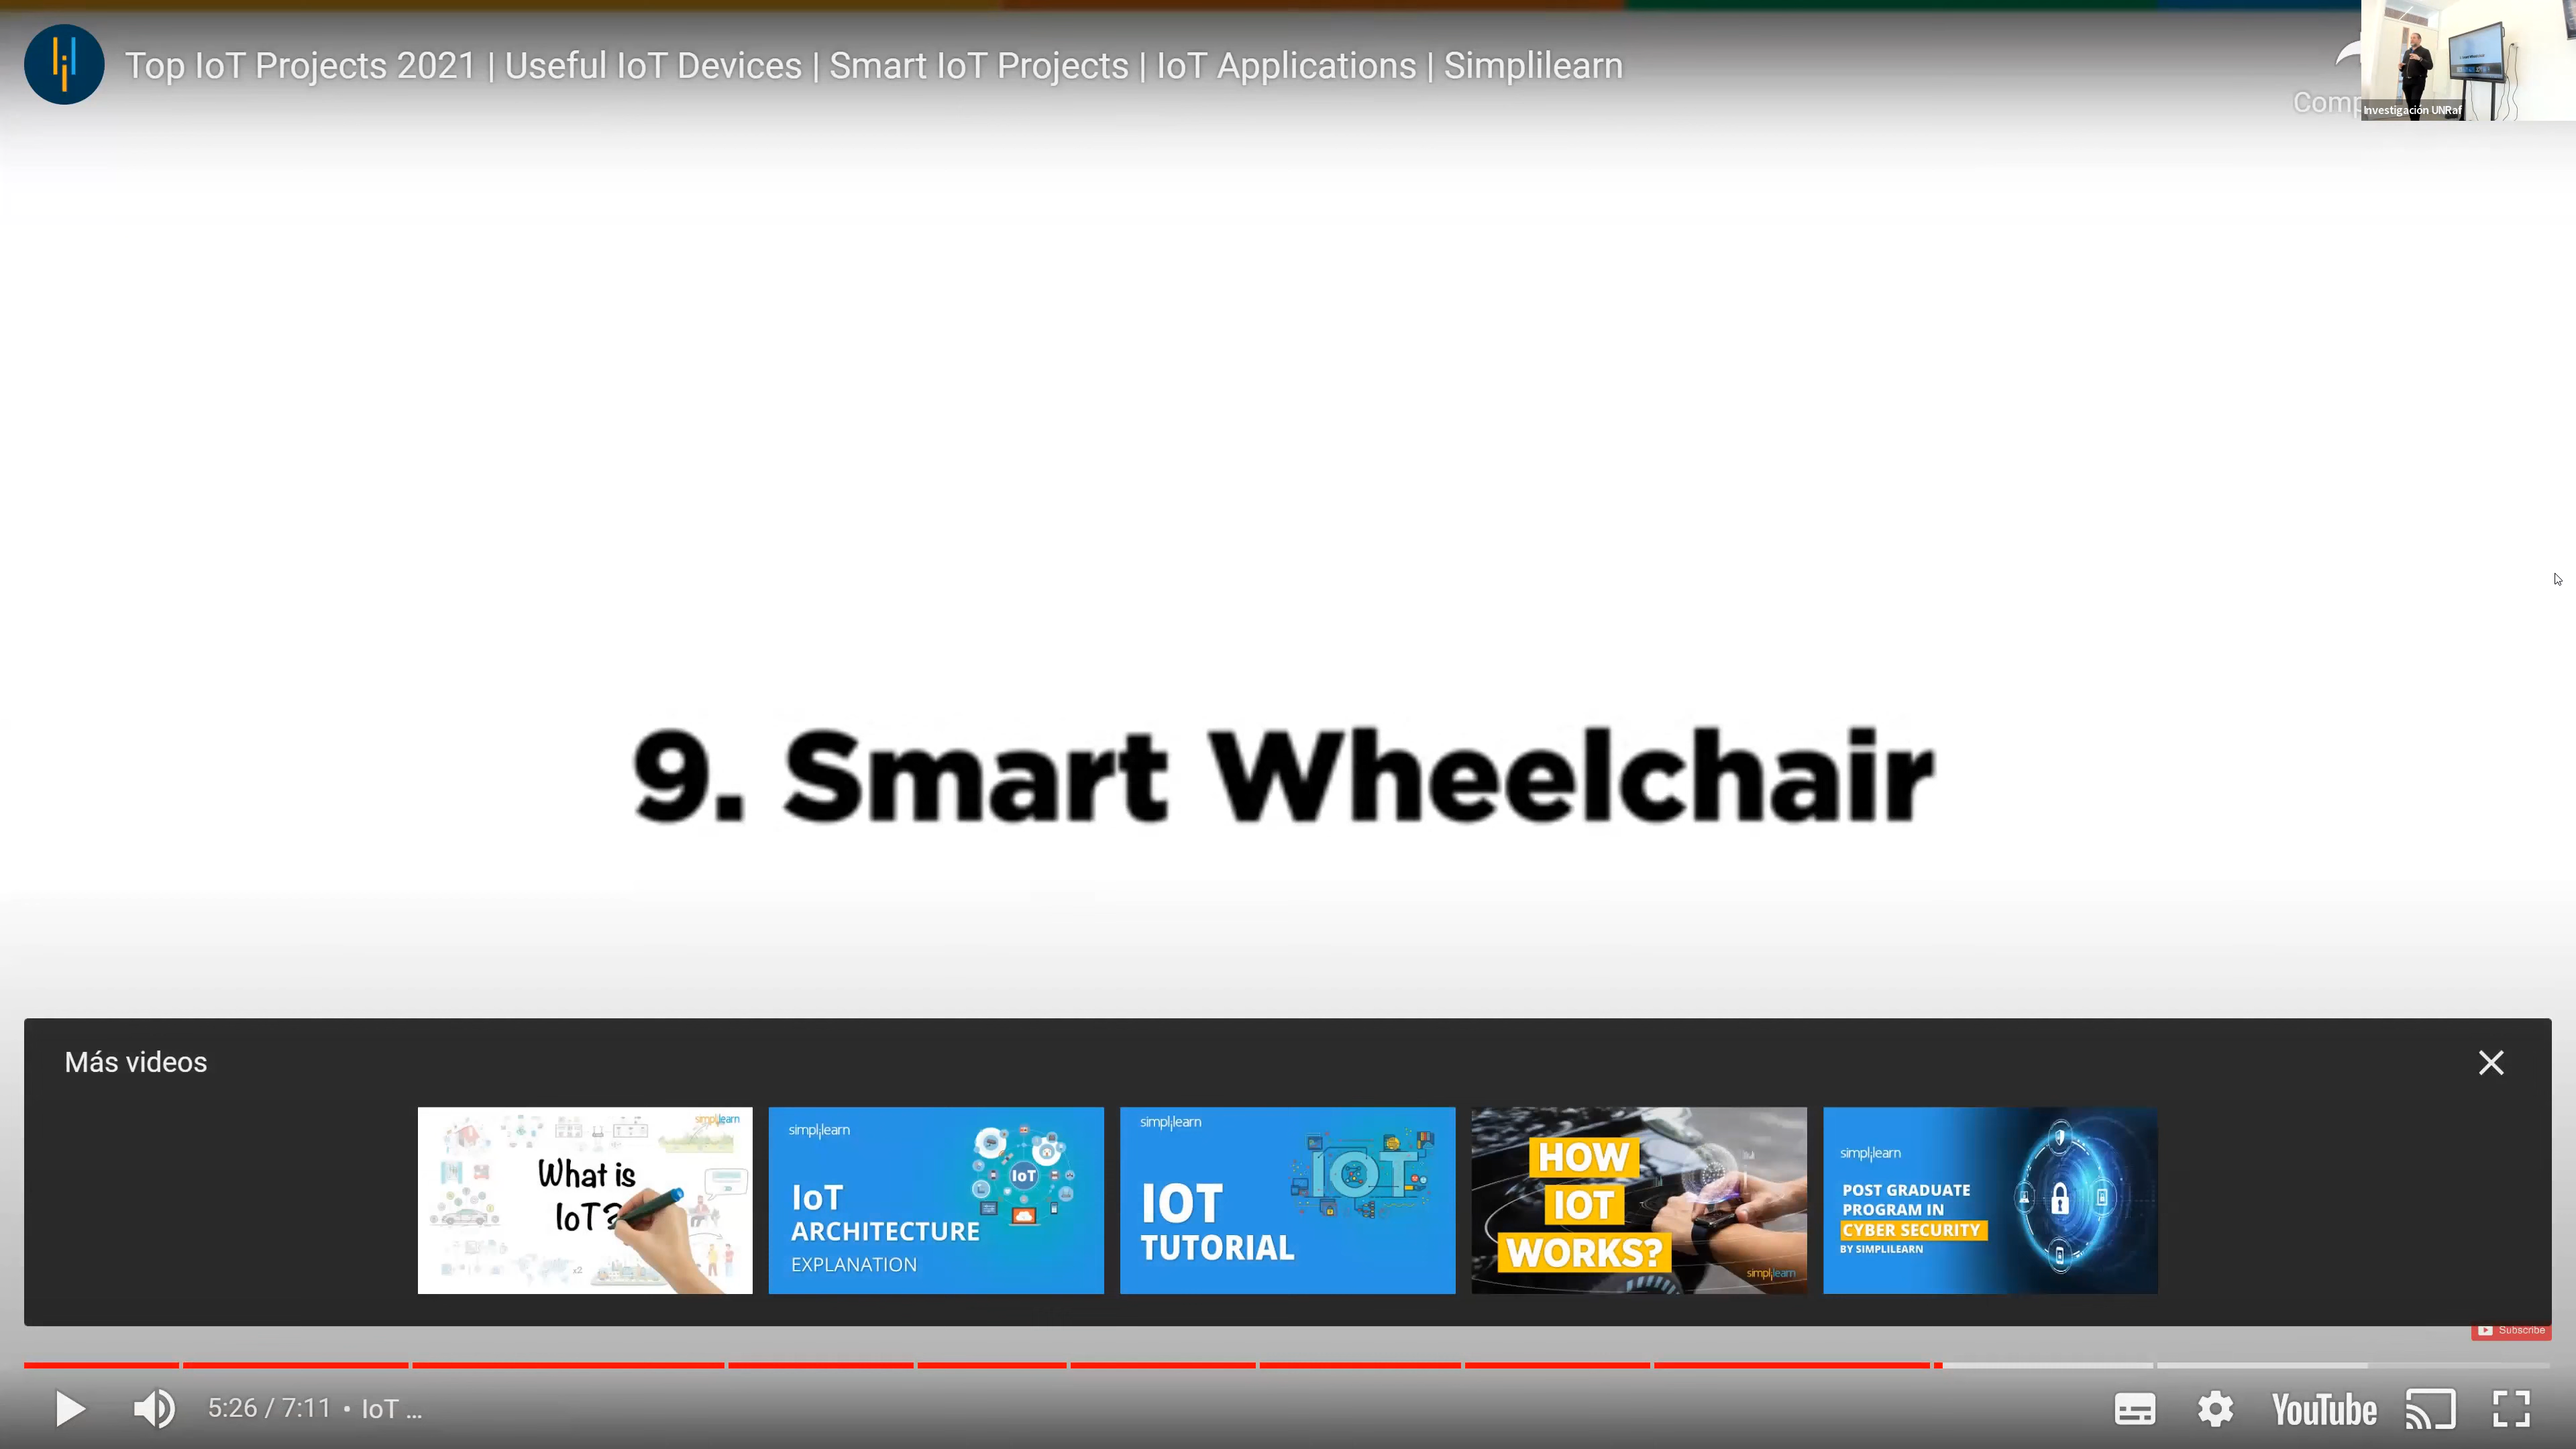 Top IoT Projects 2021 | Useful IoT Devices | Smart IoT Projects | IoT Applications | Simplilearn
Investigación UNRaf
9. Smart Wheelchair
Más videos
simplilearn
What is
IoT?
simplilearn
IoT
IoT
ARCHITECTURE
EXPLANATION
simplilearn
IOT
IOT
TUTORIAL
HOW
IOT
WORKS?
simplilearn
simplilearn
POST GRADUATE
PROGRAM IN
CYBER SECURITY
BY SIMPLILEARN
Subscribe
5:26 / 7:11 • IoT ...
YouTube